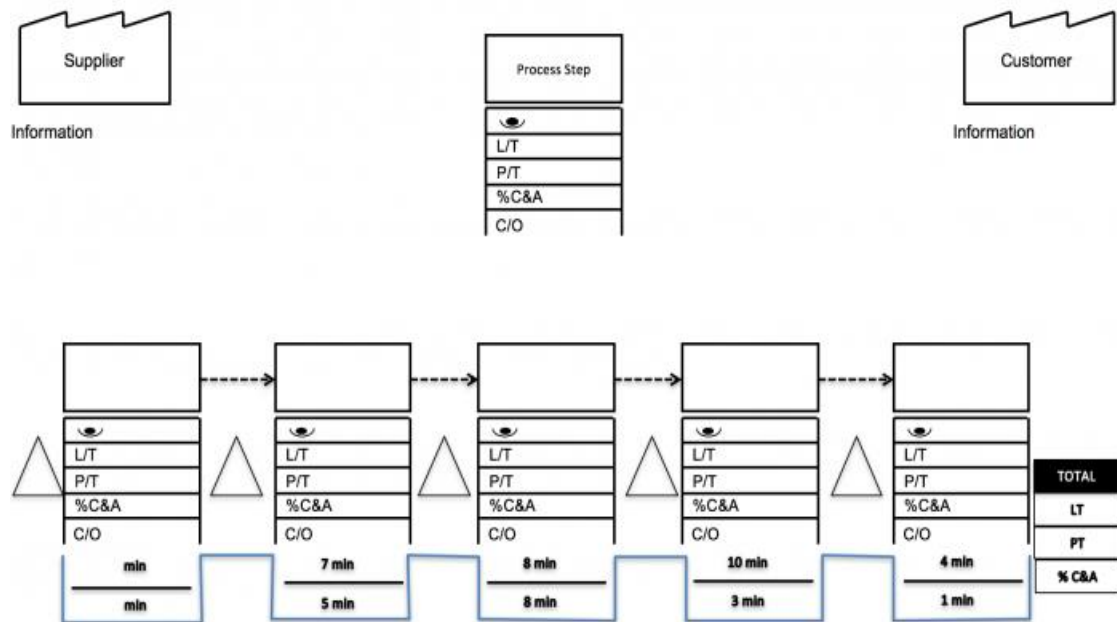 Supplier
Process Step
Customer
Information
Information
L/T
P/T
%C&A
C/O
L/T
P/T
%C&A
C/O
min
min
L/T
P/T
%C&A
C/O
7 min
5 min
L/T
P/T
%C&A
C/O
8 min
8 min
L/T
P/T
%C&A
C/O
10 min
3 min
L/T
P/T
%C&A
C/O
4 min
1 min
TOTAL
LT
PT
% C&A